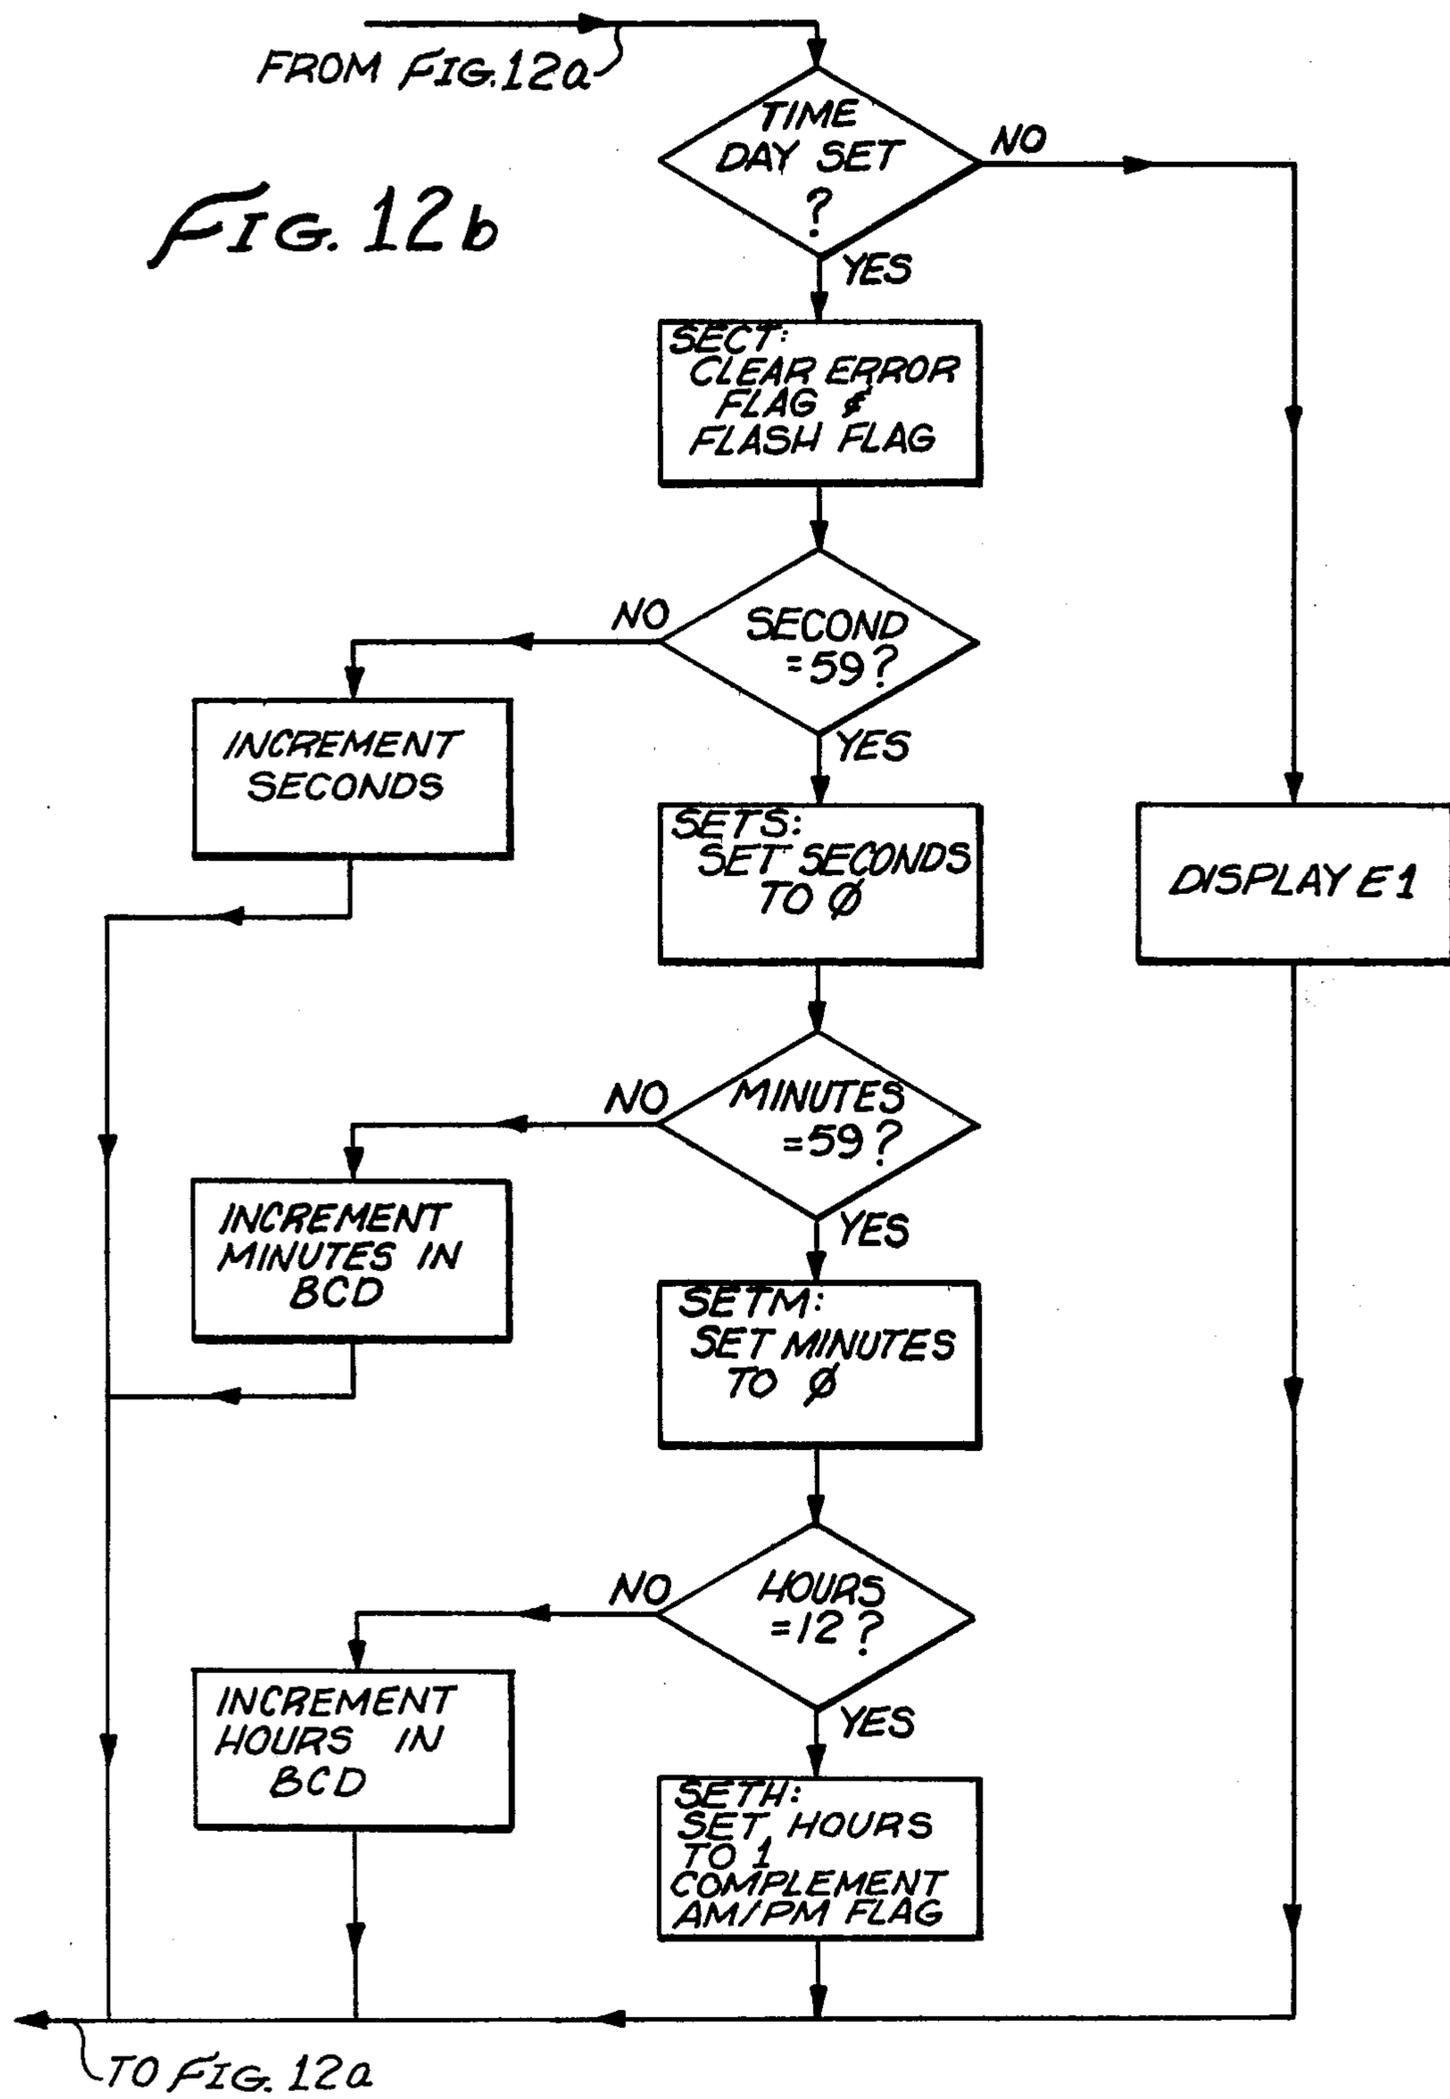 FROM FIG. 12a
FIG. 12b
TIME
DAY SET
?
NO
YES
SECT:
CLEAR ERROR
FLAG &
FLASH FLAG
NO
SECOND
=59?
YES
INCREMENT
SECONDS
SETS:
SET SECONDS
TO Ø
DISPLAY E1
NO
MINUTES
=59?
YES
INCREMENT
MINUTES IN
BCD
SETM:
SET MINUTES
TO Ø
NO
HOURS
=12?
YES
INCREMENT
HOURS IN
BCD
SETH:
SET HOURS
TO 1
COMPLEMENT
AM/PM FLAG
TO FIG. 12a